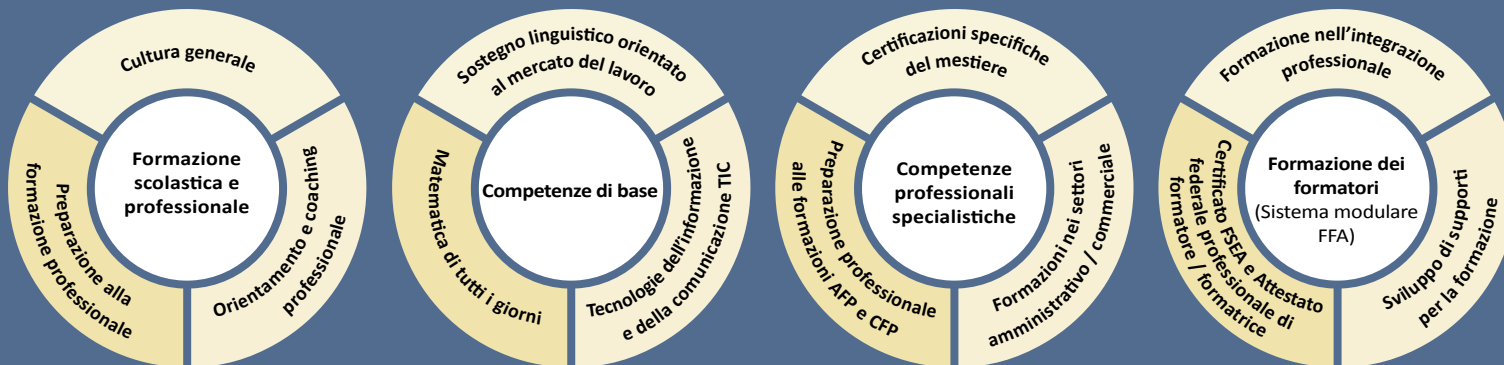 Cultura generale
Formazione
scolastica e
professionale
Preparazione alla
formazione professionale
Orientamento e coaching
professionale
Sostegno linguistico orientato
al mercato del lavoro
Competenze di base
Matematica di tutti i giorni
Tecnologie dell'informazione
e della comunicazione TIC
Certificazioni specifiche
del mestiere
Competenze
professionali
specialistiche
Preparazione professionale
alle formazioni AFP e CFP
Formazioni nei settori
amministrativo / commerciale
Formazione nell'integrazione
professionale
Formazione dei
formatori
(Sistema modulare
FFA)
Certificato FSEA e Attestato
federale professionale di
formatore / formatrice
Sviluppo di supporti
per la formazione